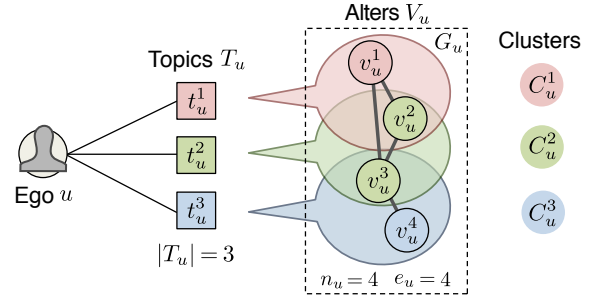 Alters V_u
G_u
Clusters
Topics T_u
t_u^1
t_u^2
t_u^3
v_u^1
v_u^2
v_u^3
v_u^4
C_u^1
C_u^2
C_u^3
Ego u
|T_u| = 3
n_u = 4 e_u = 4